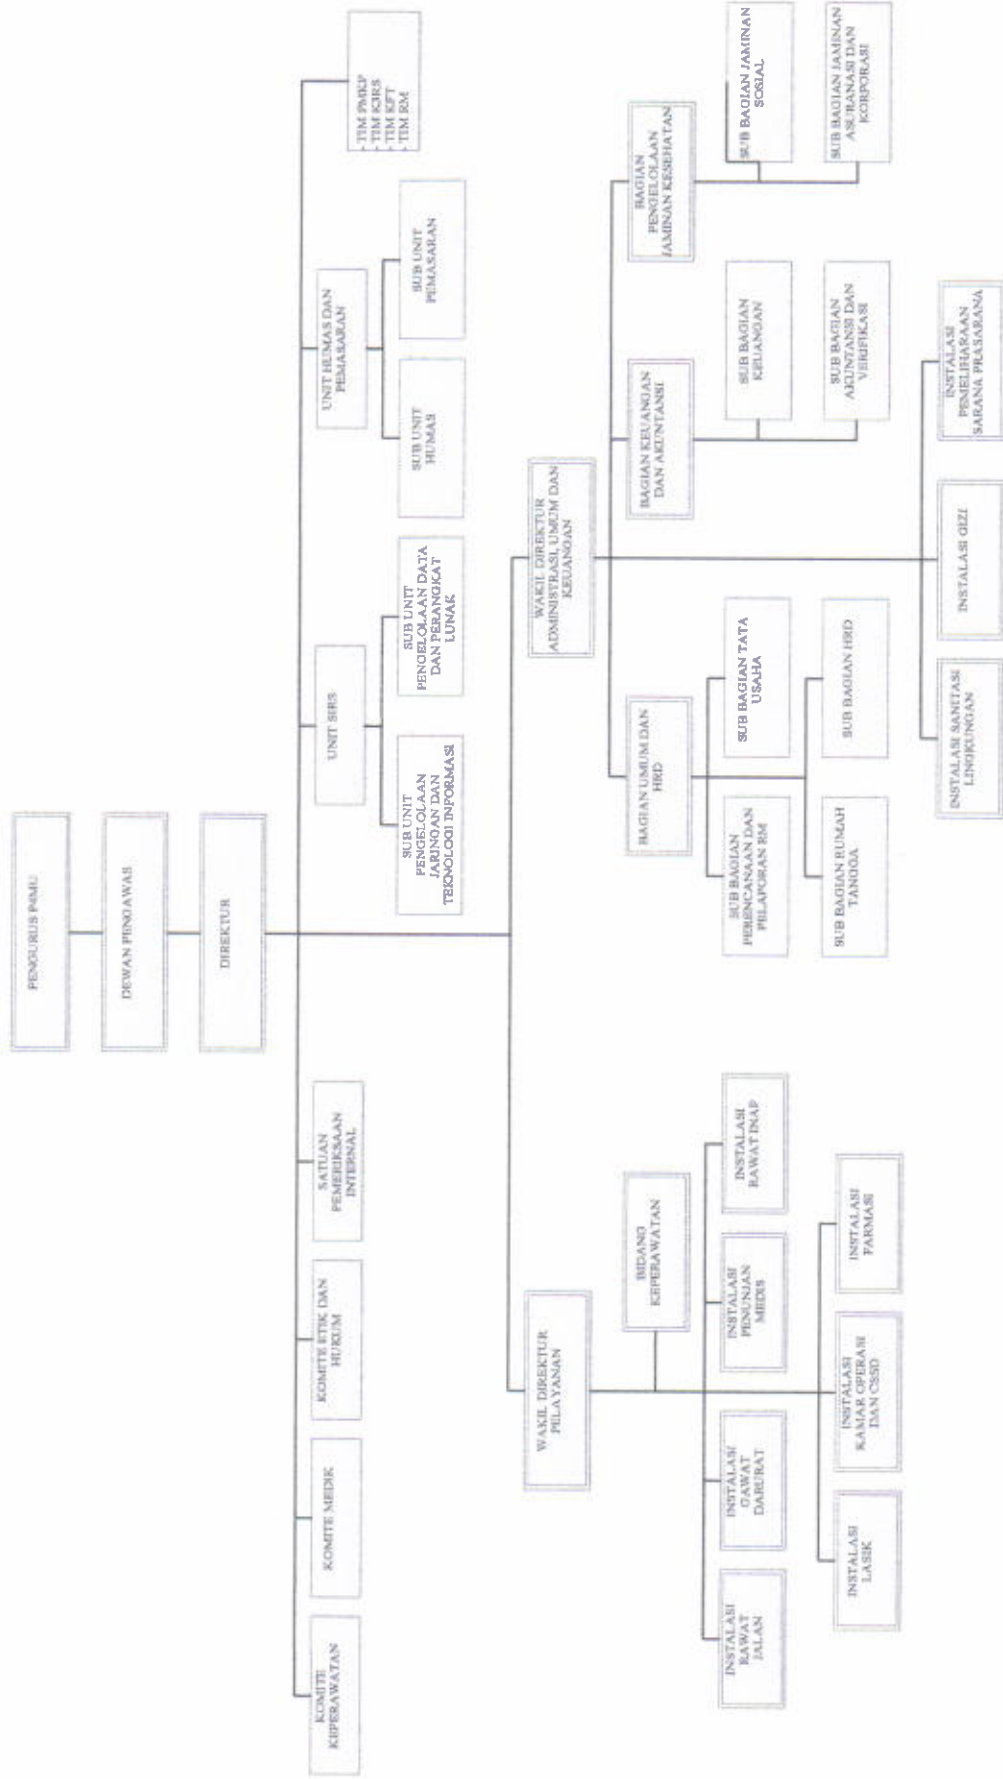 PENGURUS P4MU
DEWAN PENGAWAS
DIREKTUR
KOMITE
KEPERAWATAN
KOMITE MEDIK
KOMITE ETIK DAN
HUKUM
SATUAN
PEMERIKSAAN
INTERNAL
UNIT SIRS
UNIT HUMAS DAN
PEMASARAN
TIM PMKP
TIM K3RS
TIM KFT
TIM RM
SUB UNIT
PENGELOLAAN
JARINGAN DAN
TEKNOLOGI INFORMASI
SUB UNIT
PENGELOLAAN DATA
DAN PERANGKAT
LUNAK
SUB UNIT
HUMAS
SUB UNIT
PEMASARAN
WAKIL DIREKTUR
PELAYANAN
WAKIL DIREKTUR
ADMINISTRASI, UMUM DAN
KEUANGAN
BIDANG
KEPERAWATAN
BAGIAN UMUM DAN
HRD
BAGIAN KEUANGAN
DAN AKUNTANSI
BAGIAN
PENGELOLAAN
JAMINAN KESEHATAN
INSTALASI
RAWAT
JALAN
INSTALASI
GAWAT
DARURAT
INSTALASI
PENUNJAN
MEDIS
INSTALASI
RAWAT INAP
SUB BAGIAN
PERENCANAAN DAN
PELAPORAN RM
SUB BAGIAN TATA
USAHA
SUB BAGIAN
KEUANGAN
SUB BAGIAN JAMINAN
SOSIAL
INSTALASI
LASIK
INSTALASI
KAMAR OPERASI
DAN CSSD
INSTALASI
FARMASI
SUB BAGIAN RUMAH
TANGGA
SUB BAGIAN HRD
SUB BAGIAN
AKUNTANSI DAN
VERIFIKASI
SUB BAGIAN JAMINAN
ASURANASI DAN
KORPORASI
INSTALASI SANITASI
LINGKUNGAN
INSTALASI GIZI
INSTALASI
PEMELIHARAAN
SARANA PRASARANA